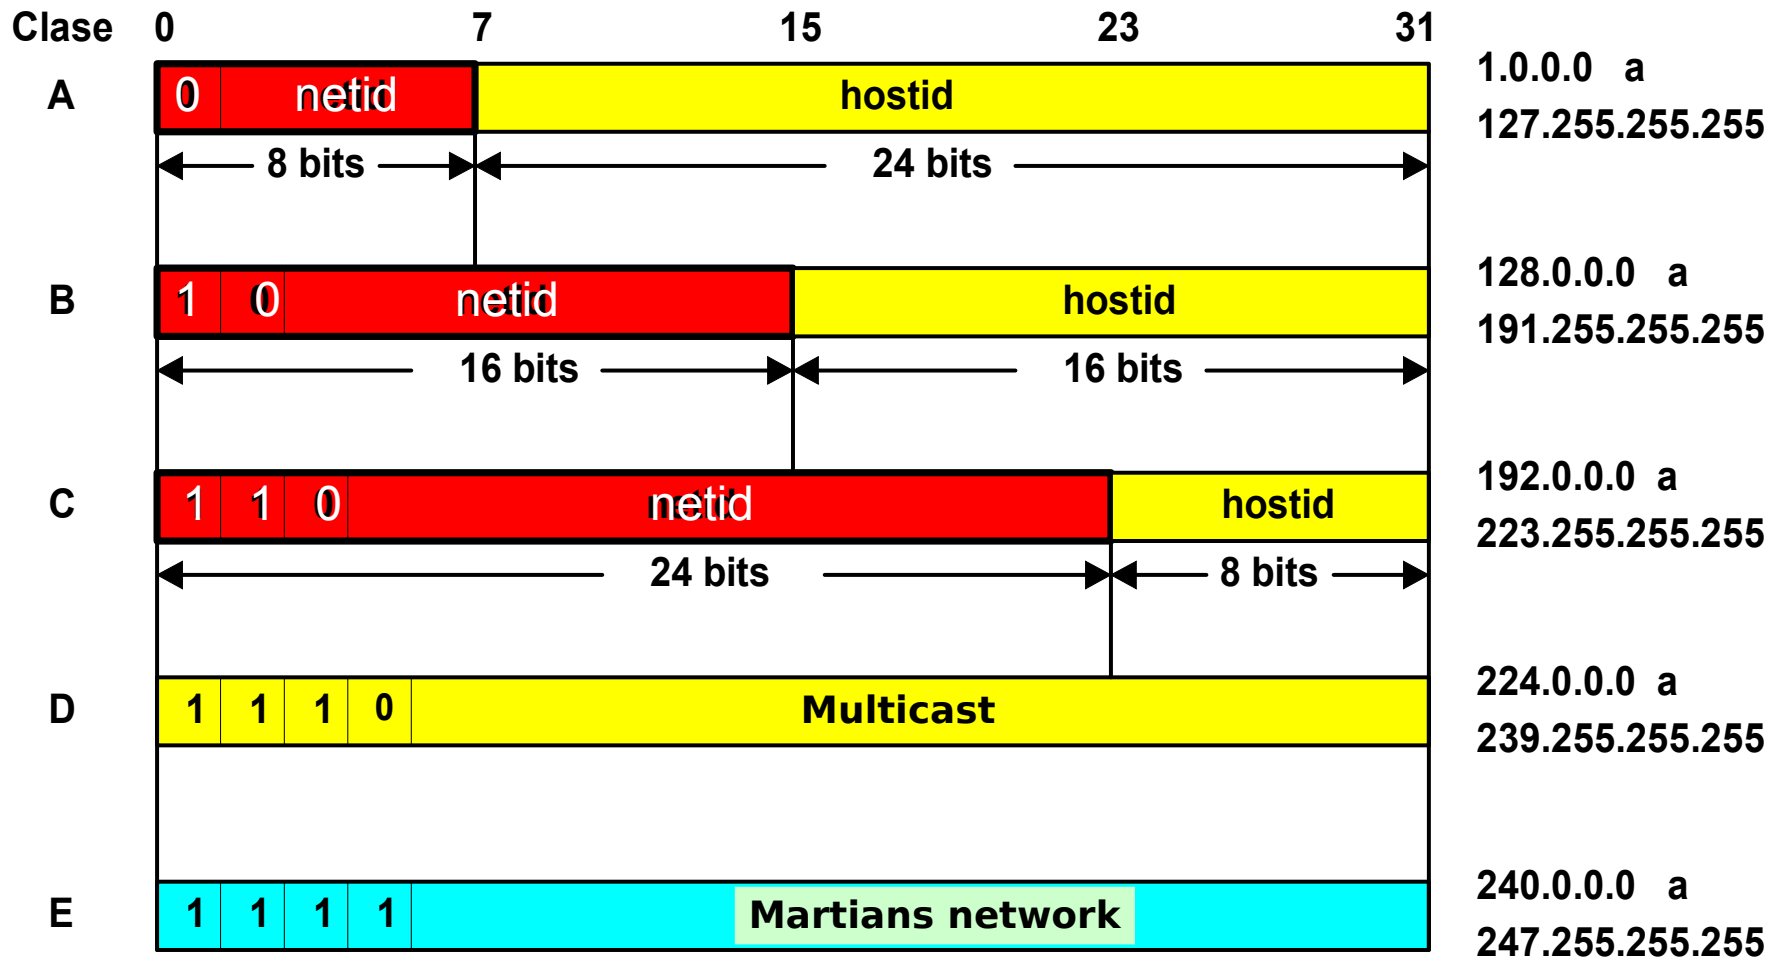 Clase 0 7 15 23 31
A 0 netid hostid 1.0.0.0 a
127.255.255.255
8 bits 24 bits
B 1 0 netid hostid 128.0.0.0 a
191.255.255.255
16 bits 16 bits
C 1 1 0 netid hostid 192.0.0.0 a
223.255.255.255
24 bits 8 bits
D 1 1 1 0 Multicast 224.0.0.0 a
239.255.255.255
E 1 1 1 1 Martians network 240.0.0.0 a
247.255.255.255